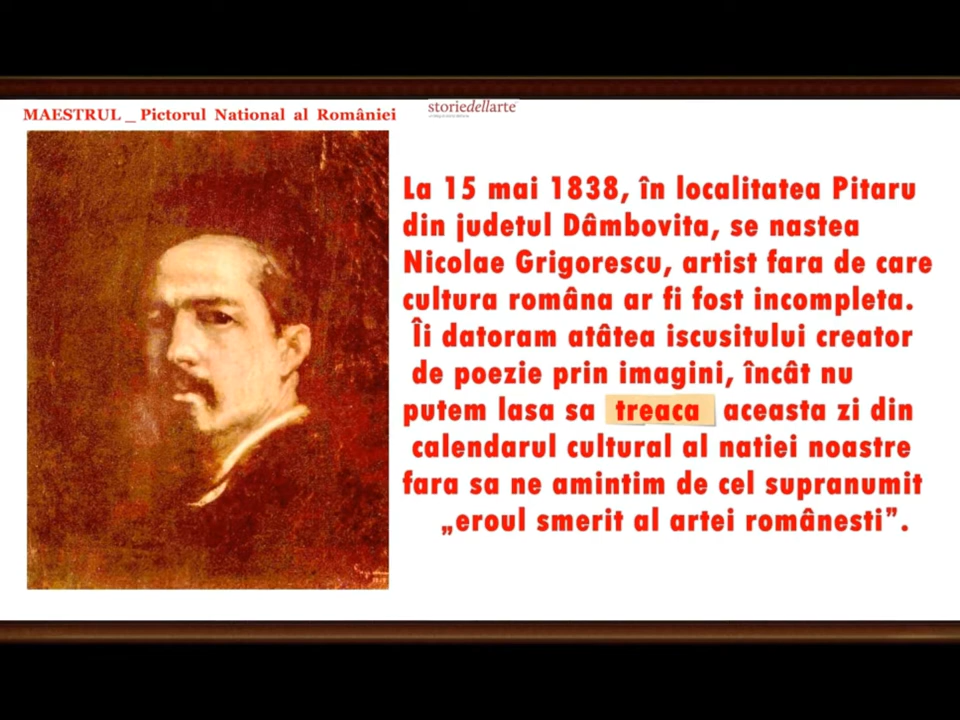 MAESTRUL _ Pictorul National al României
storiedellarte
La 15 mai 1838, în localitatea Pitaru
din judetul Dâmbovita, se nastea
Nicolae Grigorescu, artist fara de care
cultura româna ar fi fost incompleta.
Îi datoram atâtea iscusitului creator
de poezie prin imagini, încât nu
putem lasa sa treaca aceasta zi din
calendarul cultural al natiei noastre
fara sa ne amintim de cel supranumit
„eroul smerit al artei românesti”.